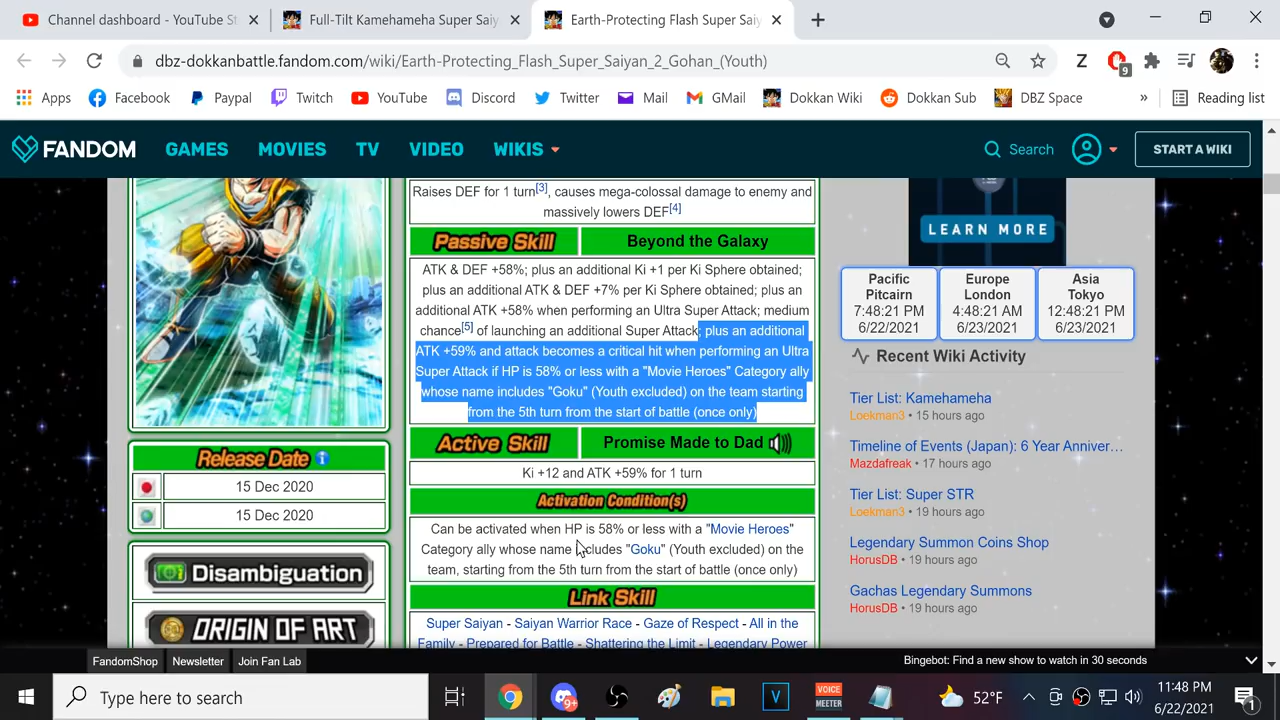 Channel dashboard - YouTube St
Full-Tilt Kamehameha Super Saiy
Earth-Protecting Flash Super Saiy
dbz-dokkanbattle.fandom.com/wiki/Earth-Protecting_Flash_Super_Saiyan_2_Gohan_(Youth)
Z
9
Apps
Facebook
Paypal
Twitch
YouTube
Discord
Twitter
Mail
GMail
Dokkan Wiki
Dokkan Sub
DBZ Space
»
Reading list
FANDOM
GAMES
MOVIES
TV
VIDEO
WIKIS
Search
START A WIKI
Raises DEF for 1 turn[3], causes mega-colossal damage to enemy and
massively lowers DEF[4]
Passive Skill
Beyond the Galaxy
ATK & DEF +58%; plus an additional Ki +1 per Ki Sphere obtained;
plus an additional ATK & DEF +7% per Ki Sphere obtained; plus an
additional ATK +58% when performing an Ultra Super Attack; medium
chance[5] of launching an additional Super Attack; plus an additional
ATK +59% and attack becomes a critical hit when performing an Ultra
Super Attack if HP is 58% or less with a "Movie Heroes" Category ally
whose name includes "Goku" (Youth excluded) on the team starting
from the 5th turn from the start of battle (once only)
Active Skill
Promise Made to Dad
Ki +12 and ATK +59% for 1 turn
Activation Condition(s)
Can be activated when HP is 58% or less with a "Movie Heroes"
Category ally whose name includes "Goku" (Youth excluded) on the
team, starting from the 5th turn from the start of battle (once only)
Link Skill
Super Saiyan - Saiyan Warrior Race - Gaze of Respect - All in the
Family - Prepared for Battle - Shattering the Limit - Legendary Power
Release Date
15 Dec 2020
15 Dec 2020
Disambiguation
ORIGIN OF ART
LEARN MORE
Pacific
Pitcairn
7:48:21 PM
6/22/2021
Europe
London
4:48:21 AM
6/23/2021
Asia
Tokyo
12:48:21 PM
6/23/2021
Recent Wiki Activity
Tier List: Kamehameha
Loekman3 • 15 hours ago
Timeline of Events (Japan): 6 Year Anniver…
Mazdafreak • 17 hours ago
Tier List: Super STR
Loekman3 • 19 hours ago
Legendary Summon Coins Shop
HorusDB • 19 hours ago
Gachas Legendary Summons
HorusDB • 19 hours ago
FandomShop
Newsletter
Join Fan Lab
Bingebot: Find a new show to watch in 30 seconds
Type here to search
9+
V
VOICE
MEETER
52°F
11:48 PM
6/22/2021
1